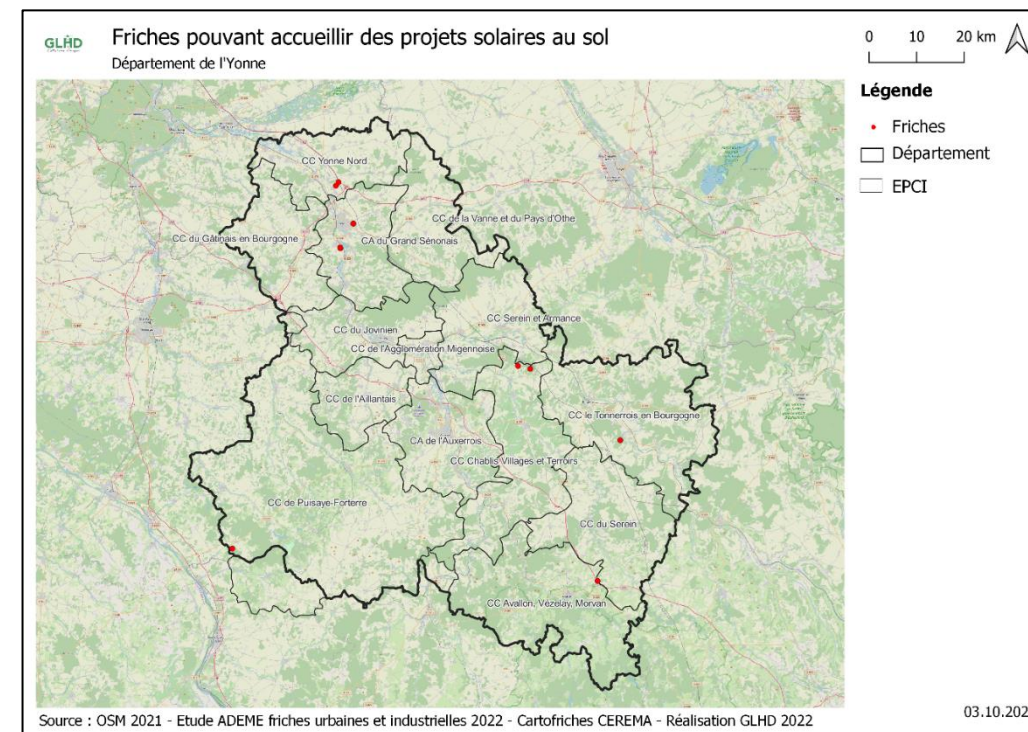 GLHD
Friches pouvant accueillir des projets solaires au sol
Département de l'Yonne
0 10 20 km
Légende
Friches
Département
EPCI
CC Yonne Nord
CC de la Vanne et du Pays d'Othe
CC du Gâtinais en Bourgogne
CA du Grand Sénonais
CC Serein et Armance
CC du Jovinien
CC de l'Agglomération Migennoise
CC de l'Aillantais
CC le Tonnerrois en Bourgogne
CA de l'Auxerrois
CC Chablis Villages et Terroirs
CC de Puisaye-Forterre
CC du Serein
CC Avallon, Vézelay, Morvan
Source : OSM 2021 - Etude ADEME friches urbaines et industrielles 2022 - Cartofriches CEREMA - Réalisation GLHD 2022
03.10.202